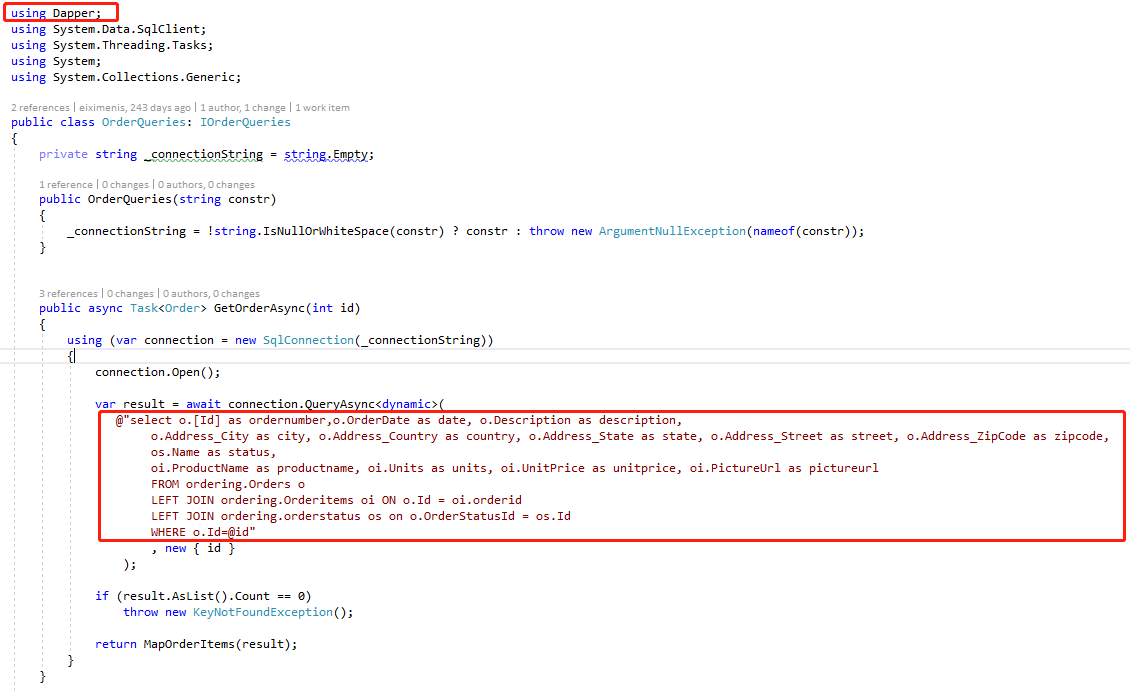 using Dapper;
using System.Data.SqlClient;
using System.Threading.Tasks;
using System;
using System.Collections.Generic;
2 references | eiximenis, 243 days ago | 1 author, 1 change | 1 work item
public class OrderQueries: IOrderQueries
{
private string _connectionString = string.Empty;
1 reference | 0 changes | 0 authors, 0 changes
public OrderQueries(string constr)
{
_connectionString = !string.IsNullOrWhiteSpace(constr) ? constr : throw new ArgumentNullException(nameof(constr));
}
3 references | 0 changes | 0 authors, 0 changes
public async Task<Order> GetOrderAsync(int id)
{
using (var connection = new SqlConnection(_connectionString))
{
connection.Open();
var result = await connection.QueryAsync<dynamic>(
@"select o.[Id] as ordernumber,o.OrderDate as date, o.Description as description,
o.Address_City as city, o.Address_Country as country, o.Address_State as state, o.Address_Street as street, o.Address_ZipCode as zipcode,
os.Name as status,
oi.ProductName as productname, oi.Units as units, oi.UnitPrice as unitprice, oi.PictureUrl as pictureurl
FROM ordering.Orders o
LEFT JOIN ordering.Orderitems oi ON o.Id = oi.orderid
LEFT JOIN ordering.orderstatus os on o.OrderStatusId = os.Id
WHERE o.Id=@id"
, new { id }
);
if (result.AsList().Count == 0)
throw new KeyNotFoundException();
return MapOrderItems(result);
}
}